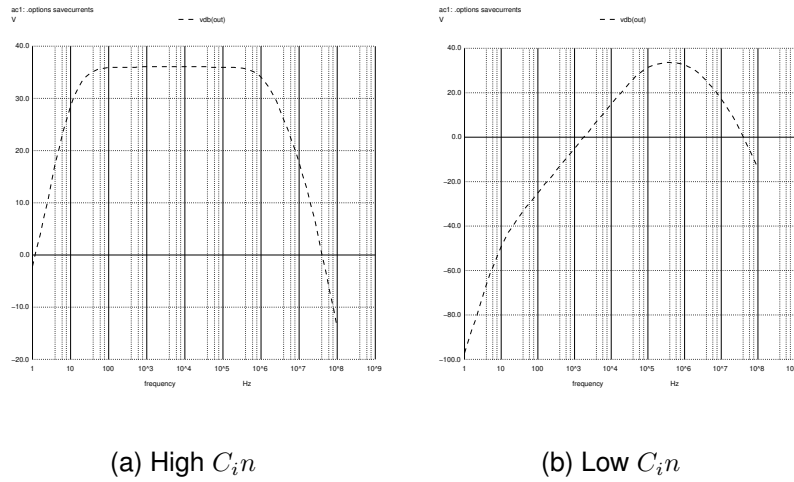 ac1: .options savecurrents
V
vdb(out)
40.0
30.0
20.0
10.0
0.0
−10.0
−20.0
1 10 100 10^3 10^4 10^5 10^6 10^7 10^8 10^9
frequency Hz
(a) High C_in
ac1: .options savecurrents
V
vdb(out)
40.0
20.0
0.0
−20.0
−40.0
−60.0
−80.0
−100.0
1 10 100 10^3 10^4 10^5 10^6 10^7 10^8 10^
frequency Hz
(b) Low C_in